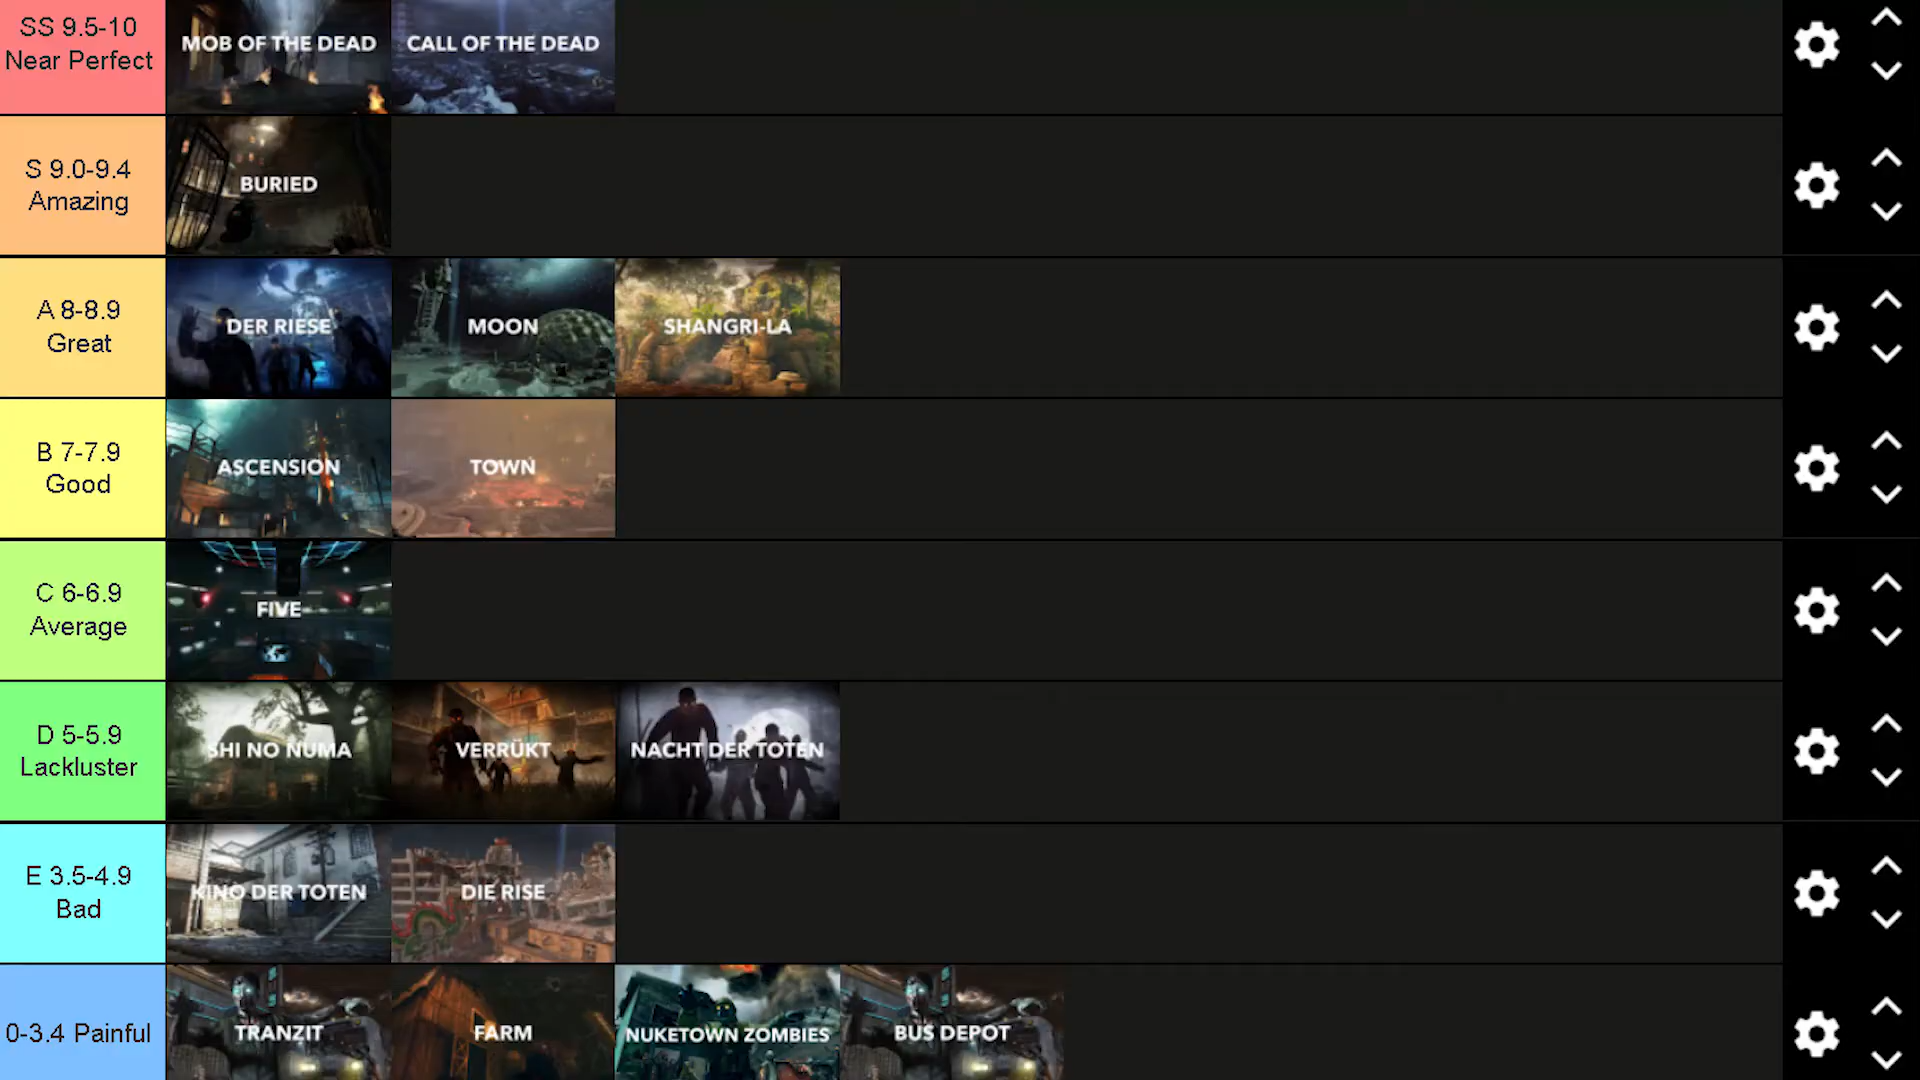 SS 9.5-10
Near Perfect
MOB OF THE DEAD
CALL OF THE DEAD
S 9.0-9.4
Amazing
BURIED
A 8-8.9
Great
DER RIESE
MOON
SHANGRI-LA
B 7-7.9
Good
ASCENSION
TOWN
C 6-6.9
Average
FIVE
D 5-5.9
Lackluster
SHI NO NUMA
VERRÜKT
NACHT DER TOTEN
E 3.5-4.9
Bad
KINO DER TOTEN
DIE RISE
0-3.4 Painful
TRANZIT
FARM
NUKETOWN ZOMBIES
BUS DEPOT